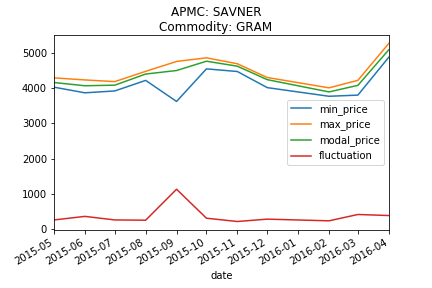 APMC: SAVNER
Commodity: GRAM
5000
4000
3000
2000
1000
0
min_price
max_price
modal_price
fluctuation
2015-05
2015-06
2015-07
2015-08
2015-09
2015-10
2015-11
2015-12
2016-01
2016-02
2016-03
2016-04
date